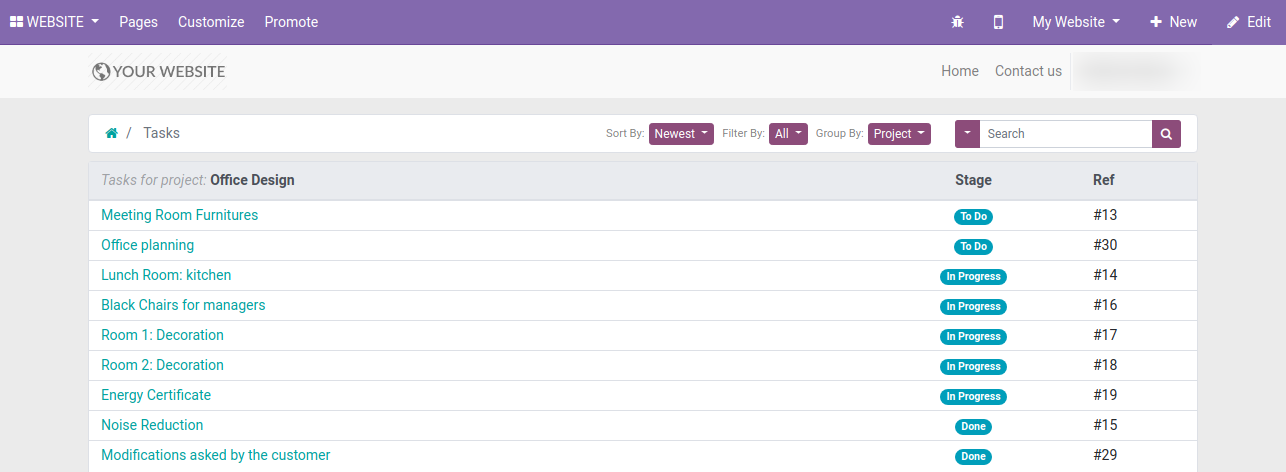 WEBSITE Pages Customize Promote My Website New Edit
YOUR WEBSITE Home Contact us
/ Tasks Sort By: Newest Filter By: All Group By: Project Search
Tasks for project: Office Design Stage Ref
Meeting Room Furnitures To Do #13
Office planning To Do #30
Lunch Room: kitchen In Progress #14
Black Chairs for managers In Progress #16
Room 1: Decoration In Progress #17
Room 2: Decoration In Progress #18
Energy Certificate In Progress #19
Noise Reduction Done #15
Modifications asked by the customer Done #29